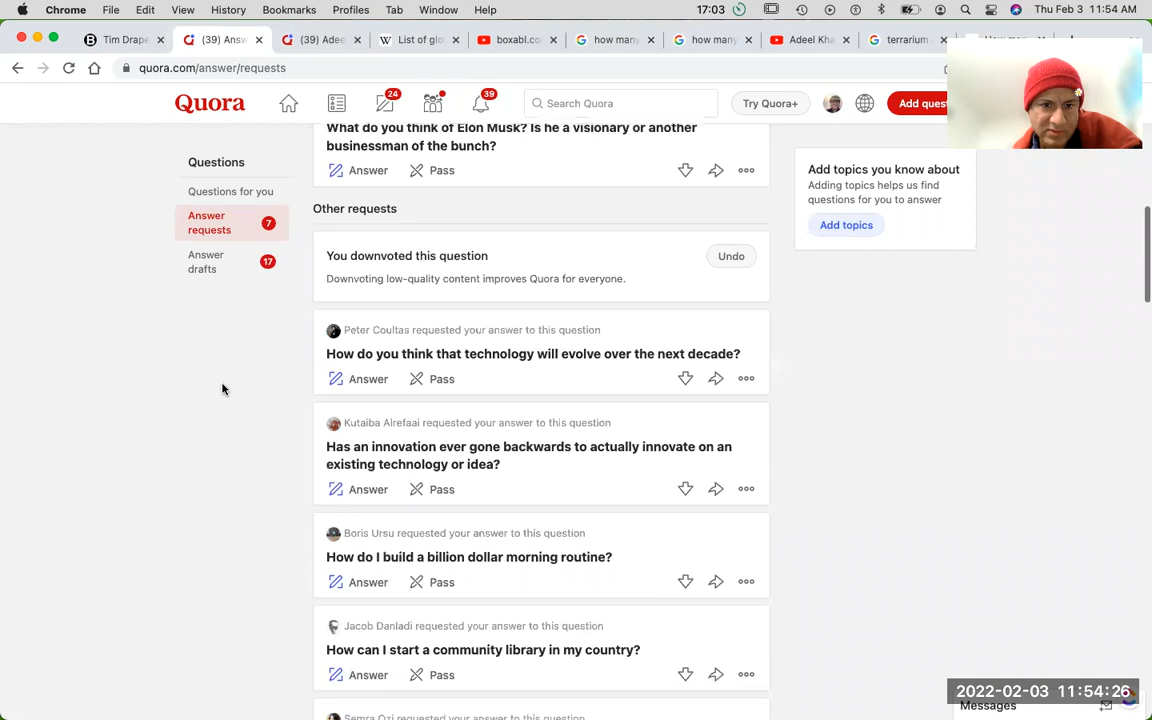 Chrome File Edit View History Bookmarks Profiles Tab Window Help 17:03 Thu Feb 3 11:54 AM
Tim Drape (39) Answ (39) Adee List of glo boxabl.co how many how many Adeel Kha terrarium
quora.com/answer/requests
Quora 24 39 Search Quora Try Quora+ Add ques
Questions
Questions for you
Answer requests 7
Answer drafts 17
What do you think of Elon Musk? Is he a visionary or another
businessman of the bunch?
Answer Pass
Other requests
You downvoted this question Undo
Downvoting low-quality content improves Quora for everyone.
Peter Coultas requested your answer to this question
How do you think that technology will evolve over the next decade?
Answer Pass
Kutaiba Alrefaai requested your answer to this question
Has an innovation ever gone backwards to actually innovate on an
existing technology or idea?
Answer Pass
Boris Ursu requested your answer to this question
How do I build a billion dollar morning routine?
Answer Pass
Jacob Danladi requested your answer to this question
How can I start a community library in my country?
Answer Pass
Semra Ozi requested your answer to this question
Add topics you know about
Adding topics helps us find
questions for you to answer
Add topics
2022-02-03 11:54:26
Messages